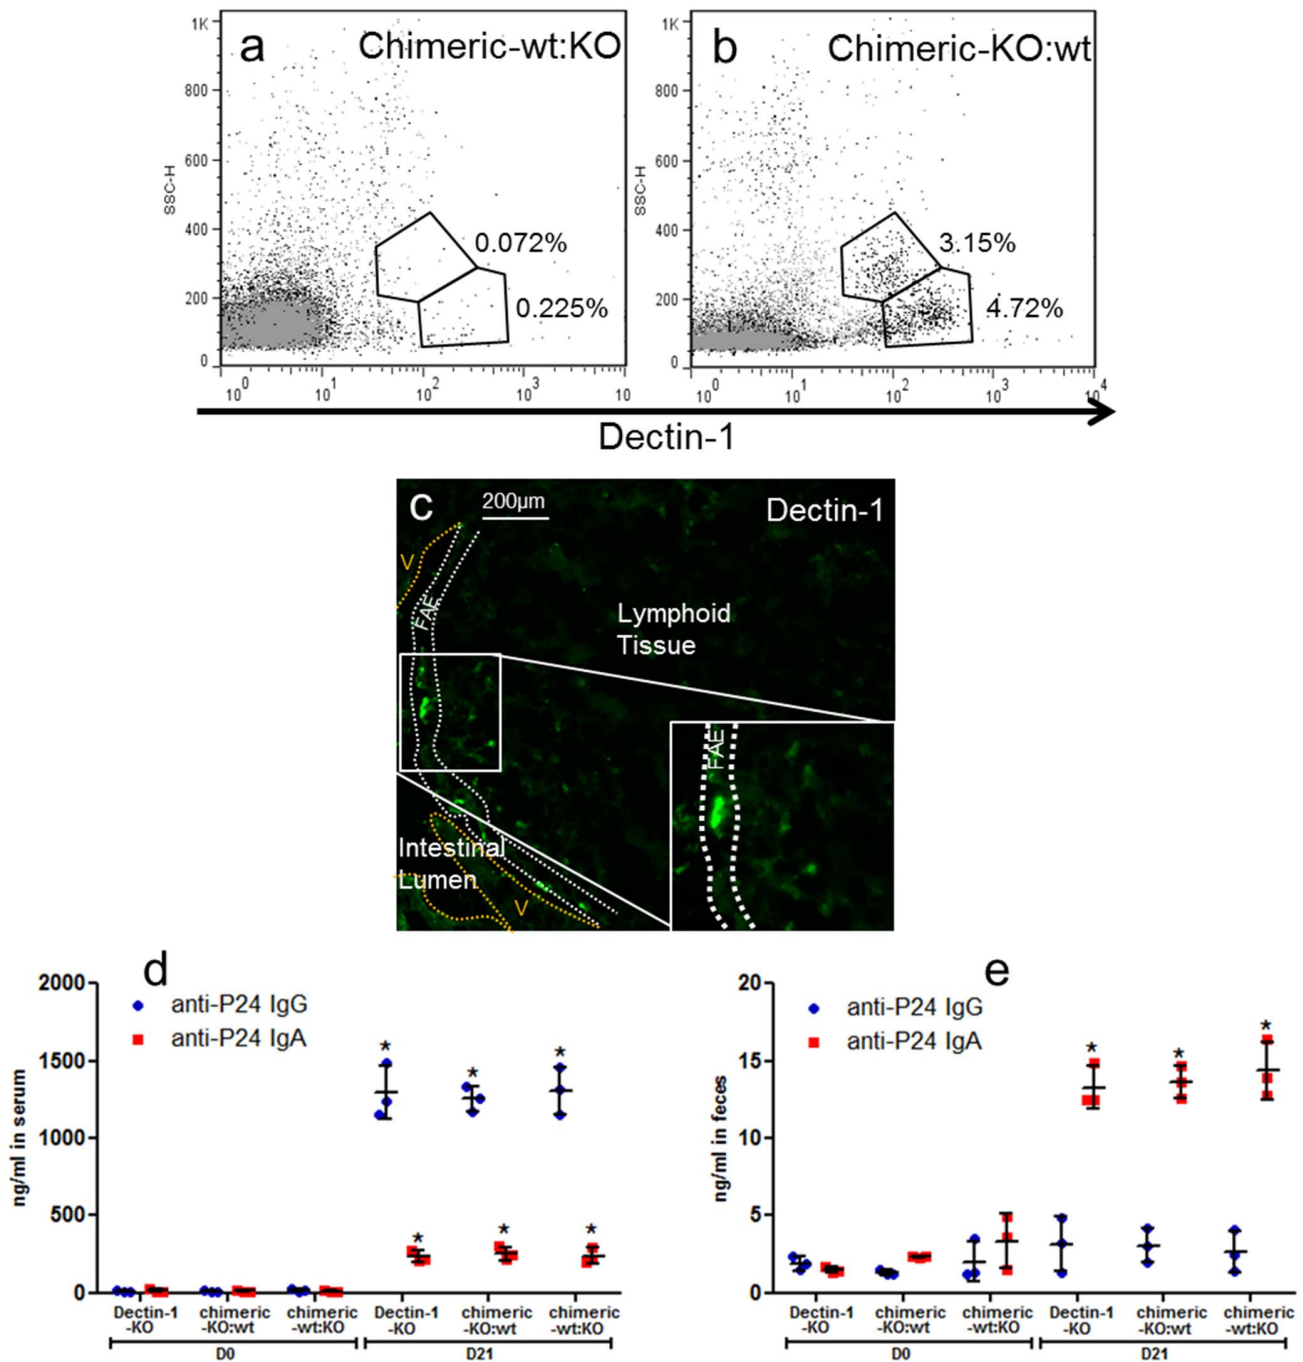 a
Chimeric-wt:KO
b
Chimeric-KO:wt
1K
800
600
400
200
0
SSC-H
0.072%
0.225%
10^0 10^1 10^2 10^3 10
1K
800
600
400
200
0
SSC-H
3.15%
4.72%
10^0 10^1 10^2 10^3 10^4
Dectin-1
c
200μm
Dectin-1
V
FAE
Lymphoid
Tissue
FAE
Intestinal
Lumen
V
d
2000
1500
1000
500
0
ng/ml in serum
anti-P24 IgG
anti-P24 IgA
* * *
* * *
Dectin-1 chimeric chimeric Dectin-1 chimeric chimeric
-KO -KO:wt -wt:KO -KO -KO:wt -wt:KO
D0 D21
e
20
15
10
5
0
ng/ml in feces
anti-P24 IgG
anti-P24 IgA
* * *
Dectin-1 chimeric chimeric Dectin-1 chimeric chimeric
-KO -KO:wt -wt:KO -KO -KO:wt -wt:KO
D0 D21